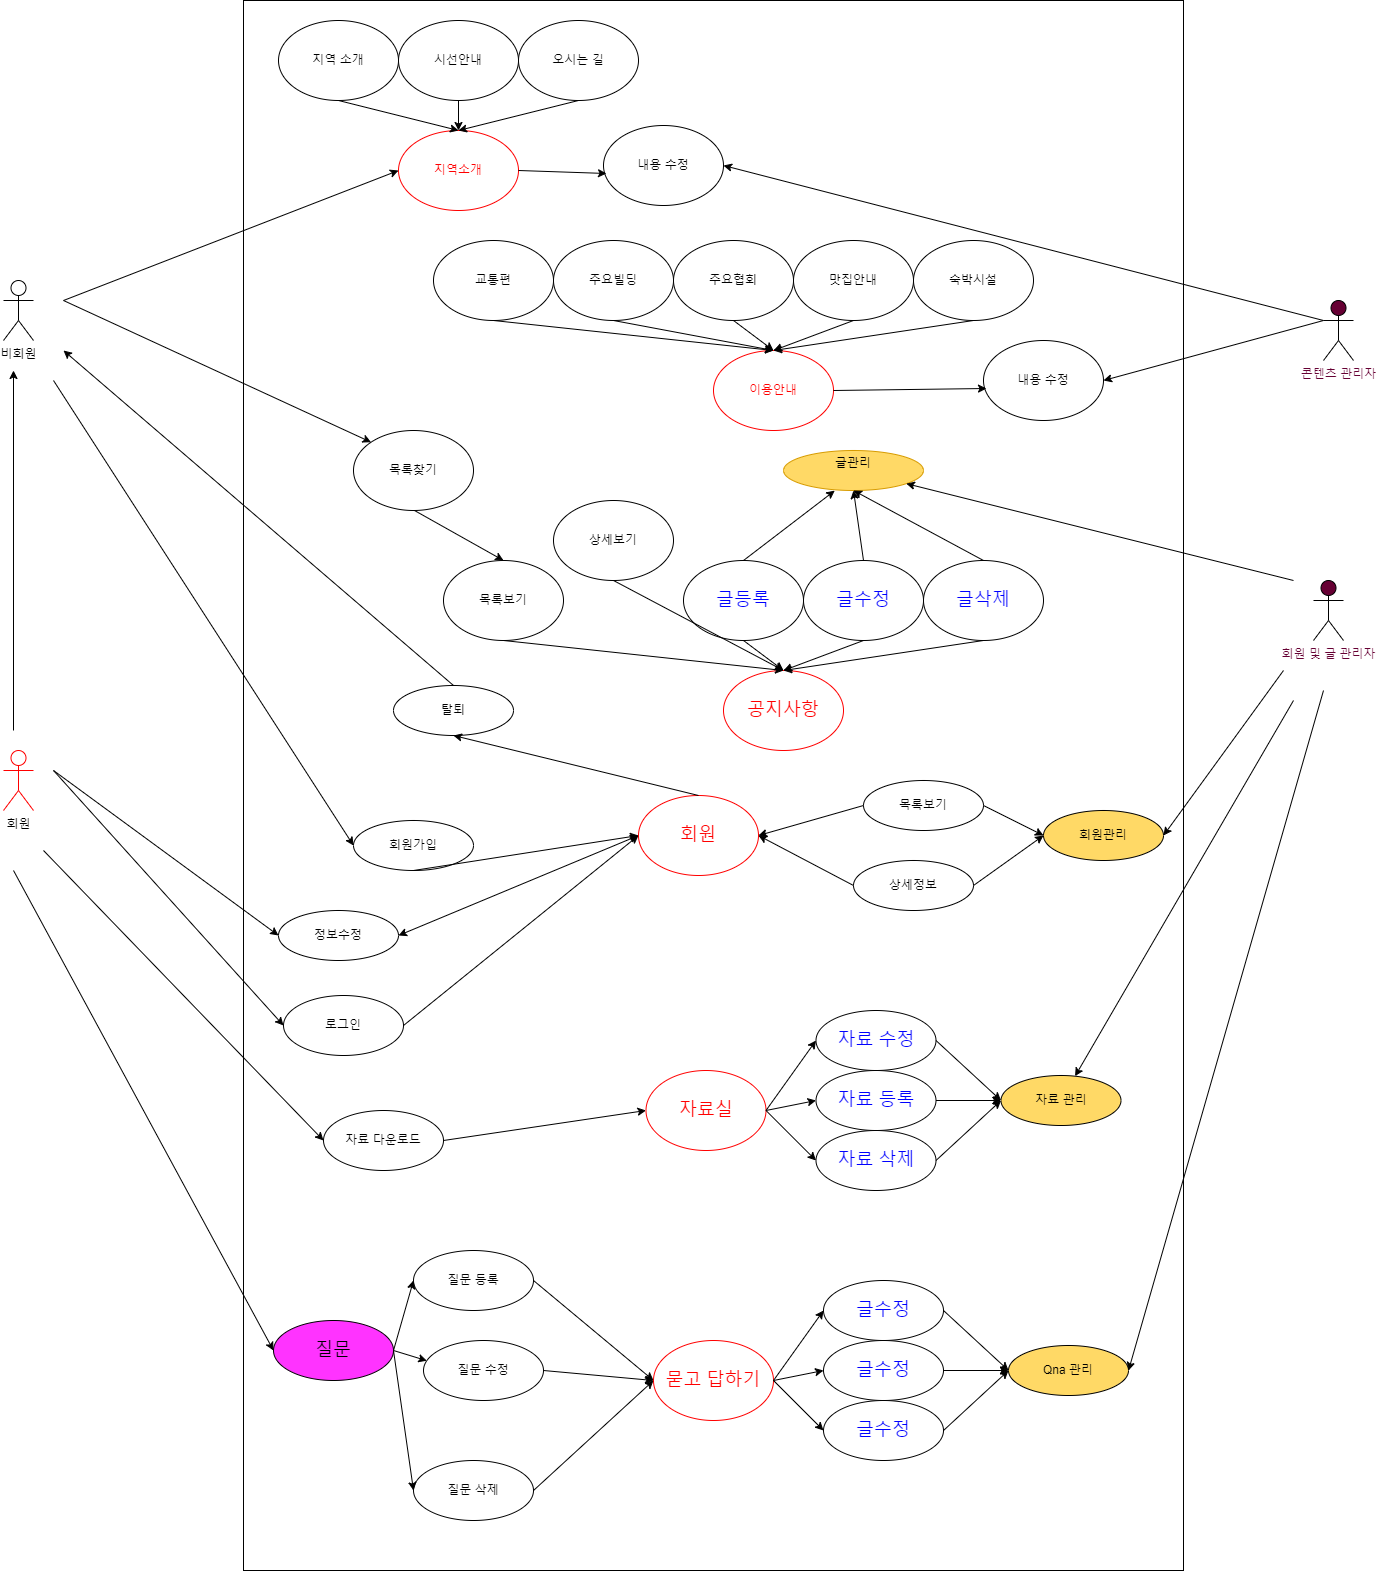 지역 소개
시선안내
오시는 길
지역소개
내용 수정
교통편
주요빌딩
주요협회
맛집안내
숙박시설
비회원
콘텐츠 관리자
이용안내
내용 수정
목록찾기
글관리
상세보기
목록보기
글등록
글수정
글삭제
회원 및 글 관리자
탈퇴
공지사항
회원
회원가입
회원
목록보기
회원관리
상세정보
정보수정
로그인
자료 수정
자료실
자료 등록
자료 관리
자료 다운로드
자료 삭제
질문 등록
글수정
질문
질문 수정
묻고 답하기
글수정
Qna 관리
글수정
질문 삭제